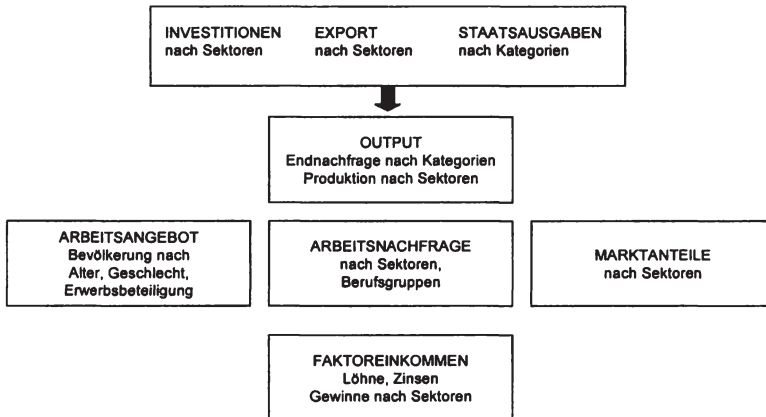 INVESTITIONEN EXPORT STAATSAUSGABEN
nach Sektoren nach Sektoren nach Kategorien
OUTPUT
Endnachfrage nach Kategorien
Produktion nach Sektoren
ARBEITSANGEBOT
Bevölkerung nach
Alter, Geschlecht,
Erwerbsbeteiligung
ARBEITSNACHFRAGE
nach Sektoren,
Berufsgruppen
MARKTANTEILE
nach Sektoren
FAKTOREINKOMMEN
Löhne, Zinsen
Gewinne nach Sektoren